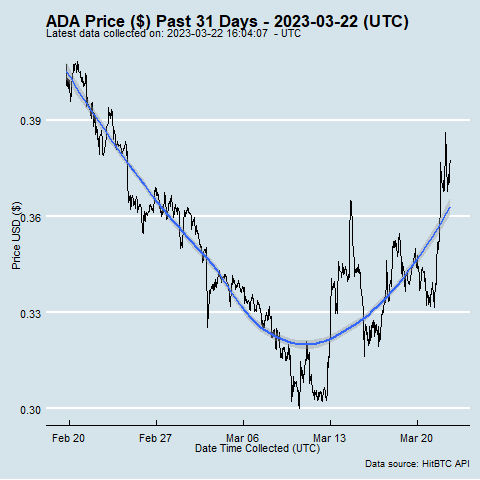 ADA Price ($) Past 31 Days - 2023-03-22 (UTC)
Latest data collected on: 2023-03-22 16:04:07 - UTC
0.39
0.36
0.33
0.30
Price USD ($)
Feb 20 Feb 27 Mar 06 Mar 13 Mar 20
Date Time Collected (UTC)
Data source: HitBTC API